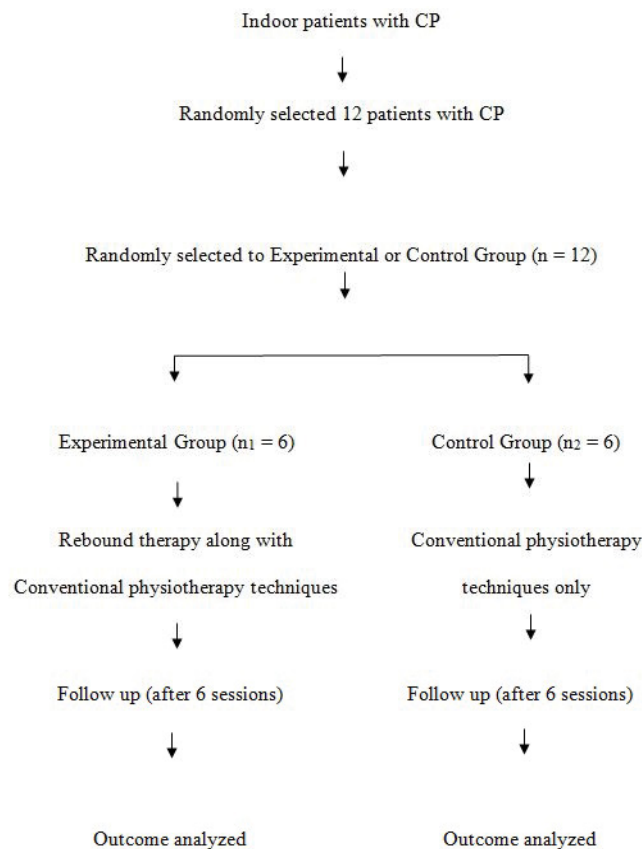 Indoor patients with CP
Randomly selected 12 patients with CP
Randomly selected to Experimental or Control Group (n = 12)
Experimental Group (n1 = 6)
Control Group (n2 = 6)
Rebound therapy along with
Conventional physiotherapy techniques
Conventional physiotherapy
techniques only
Follow up (after 6 sessions)
Follow up (after 6 sessions)
Outcome analyzed
Outcome analyzed